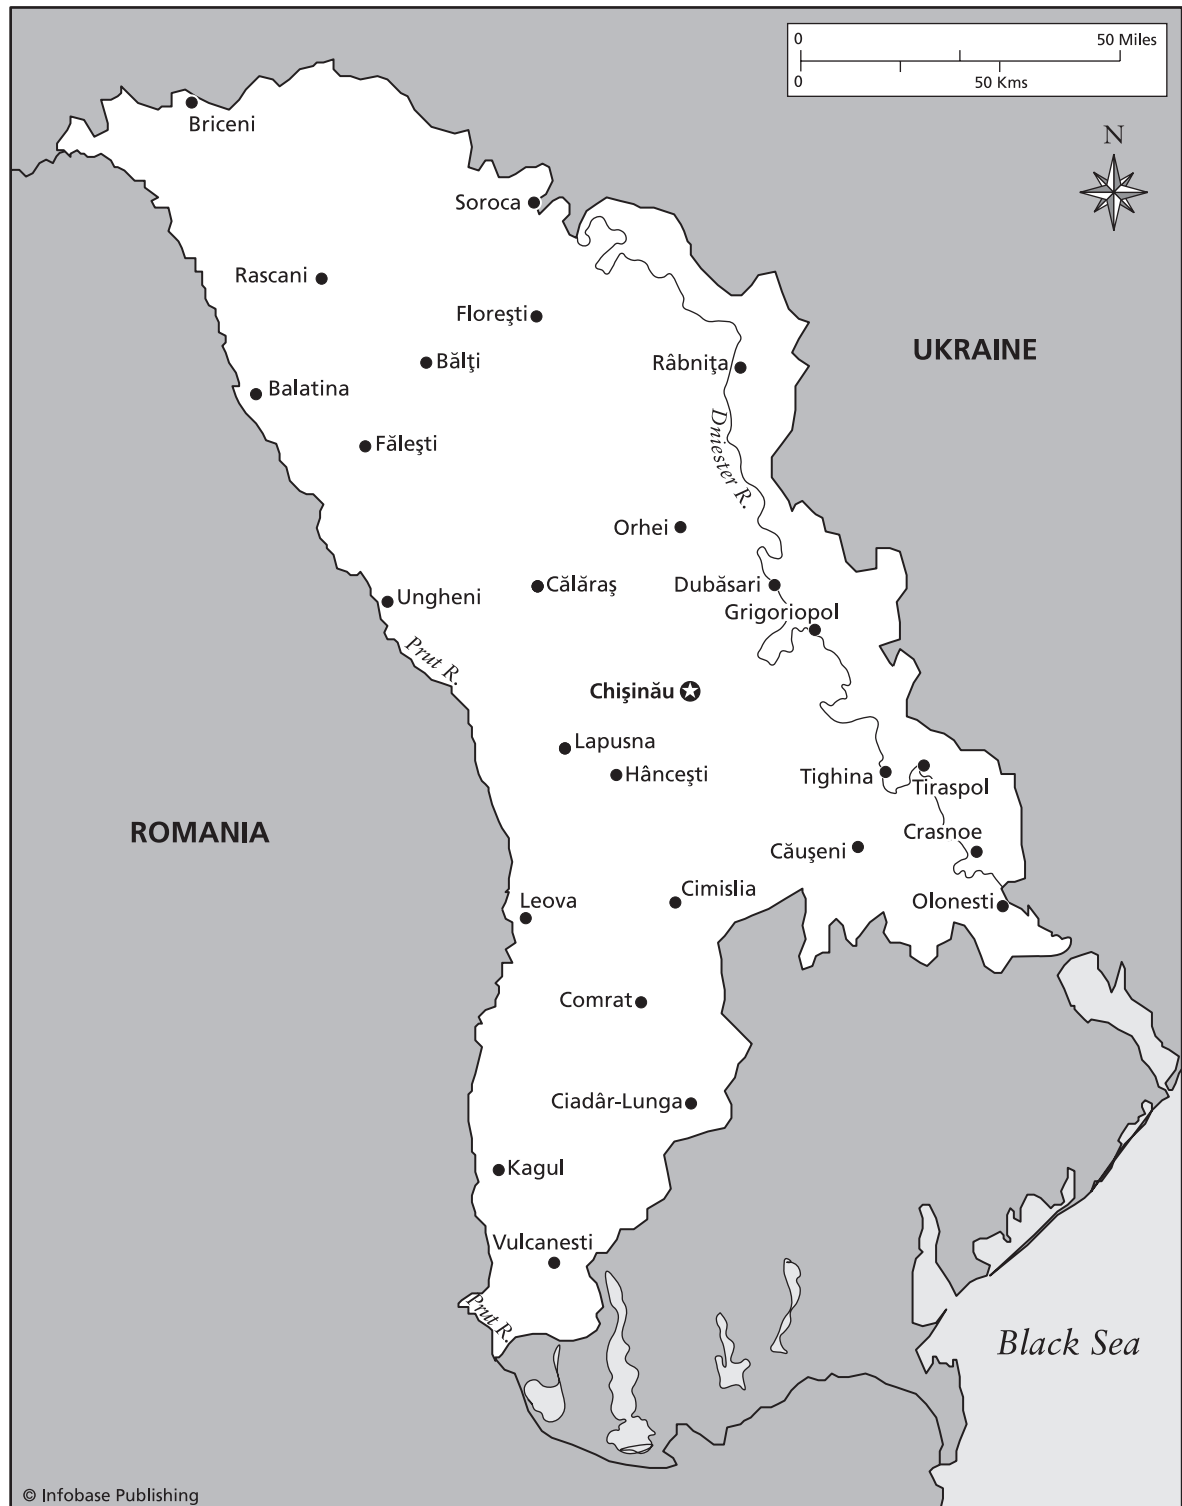 0 50 Miles
0 50 Kms
N
Briceni
Soroca
Rascani
Floreşti
UKRAINE
Bălţi
Râbniţa
Balatina
Făleşti
Dniester R.
Orhei
Călăraş
Dubăsari
Ungheni
Grigoriopol
Prut R.
Chişinău
Lapusna
Hânceşti
Tighina
Tiraspol
ROMANIA
Crasnoe
Căuşeni
Cimislia
Leova
Olonesti
Comrat
Ciadâr-Lunga
Kagul
Vulcanesti
Prut R.
Black Sea
© Infobase Publishing